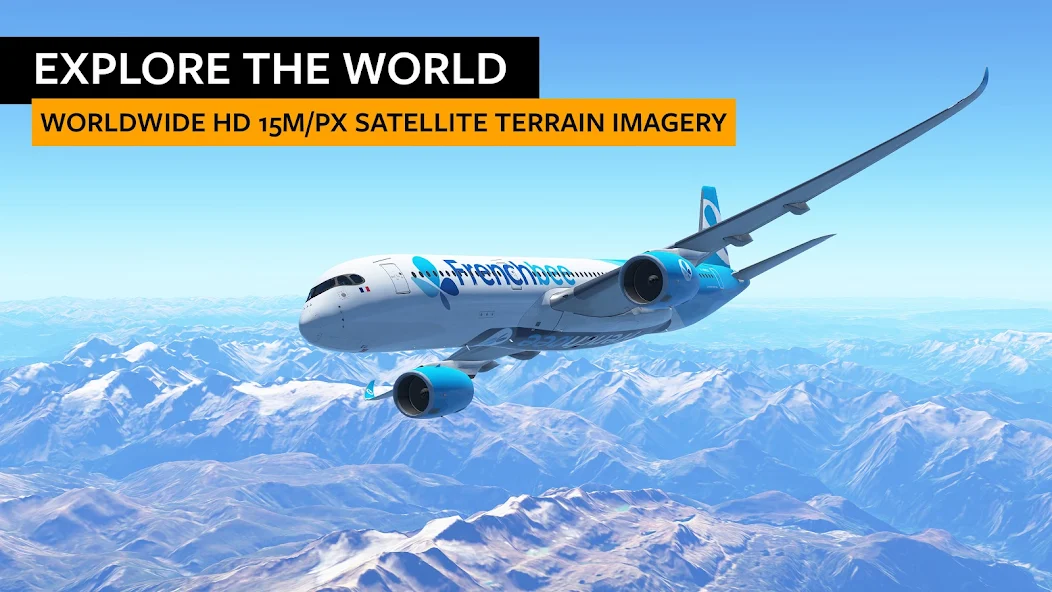 EXPLORE THE WORLD
WORLDWIDE HD 15M/PX SATELLITE TERRAIN IMAGERY
Frenchbee